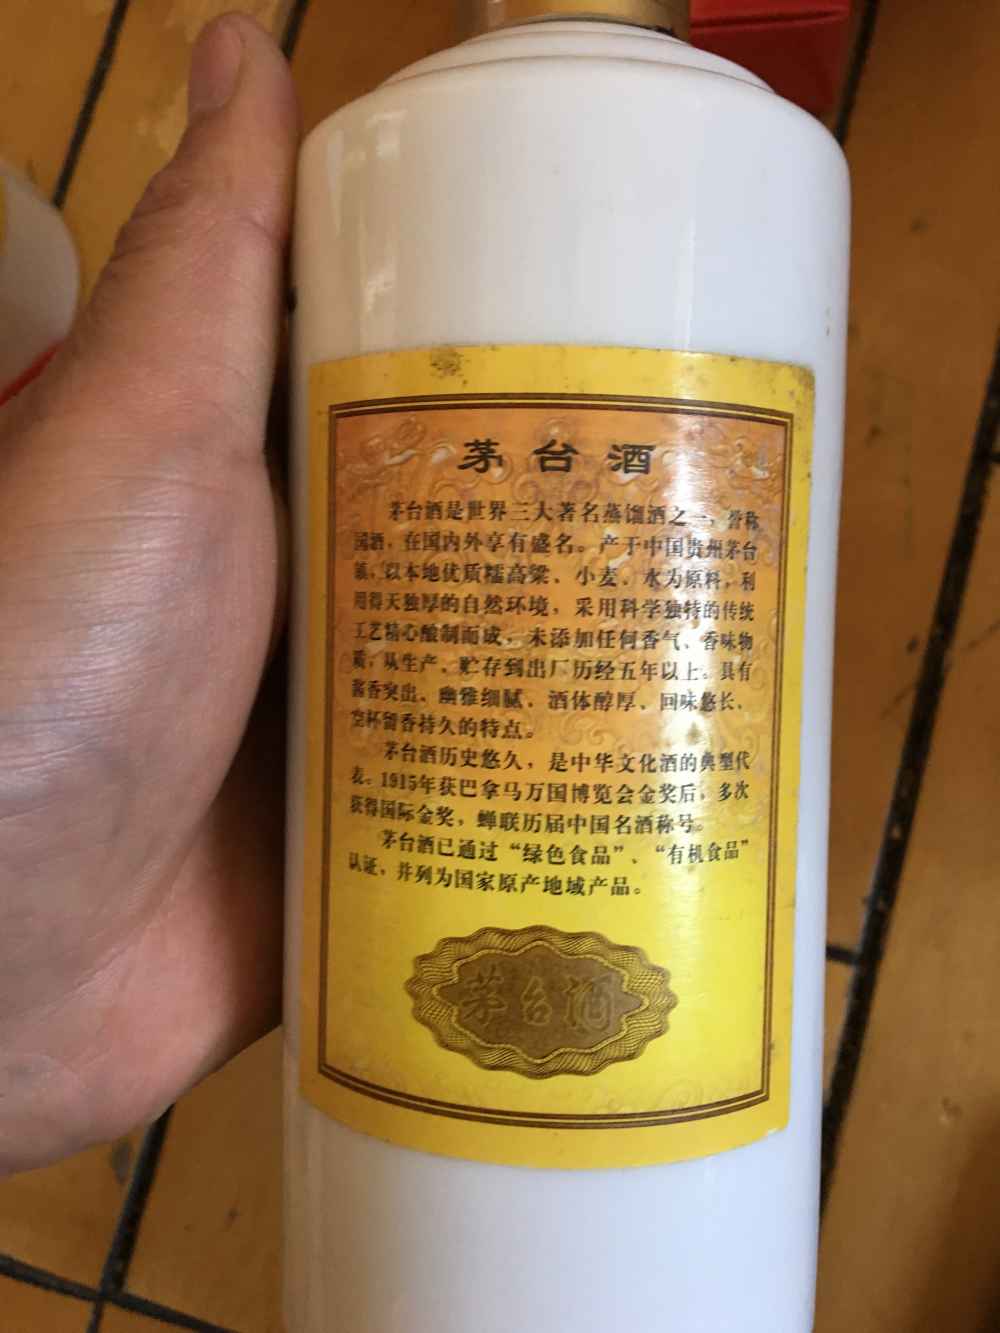 茅台酒
茅台酒是世界三大著名蒸馏酒之一，誉称
国酒，在国内外享有盛名。产于中国贵州茅台
镇，以本地优质糯高粱、小麦、水为原料，利
用得天独厚的自然环境，采用科学独特的传统
工艺精心酿制而成，未添加任何香气、香味物
质，从生产、贮存到出厂历经五年以上。具有
酱香突出、幽雅细腻、酒体醇厚、回味悠长、
空杯留香持久的特点。
茅台酒历史悠久，是中华文化酒的典型代
表。1915年获巴拿马万国博览会金奖后，多次
获得国际金奖，蝉联历届中国名酒称号。
茅台酒已通过“绿色食品”、“有机食品”
认证，并列为国家原产地域产品。
茅台酒